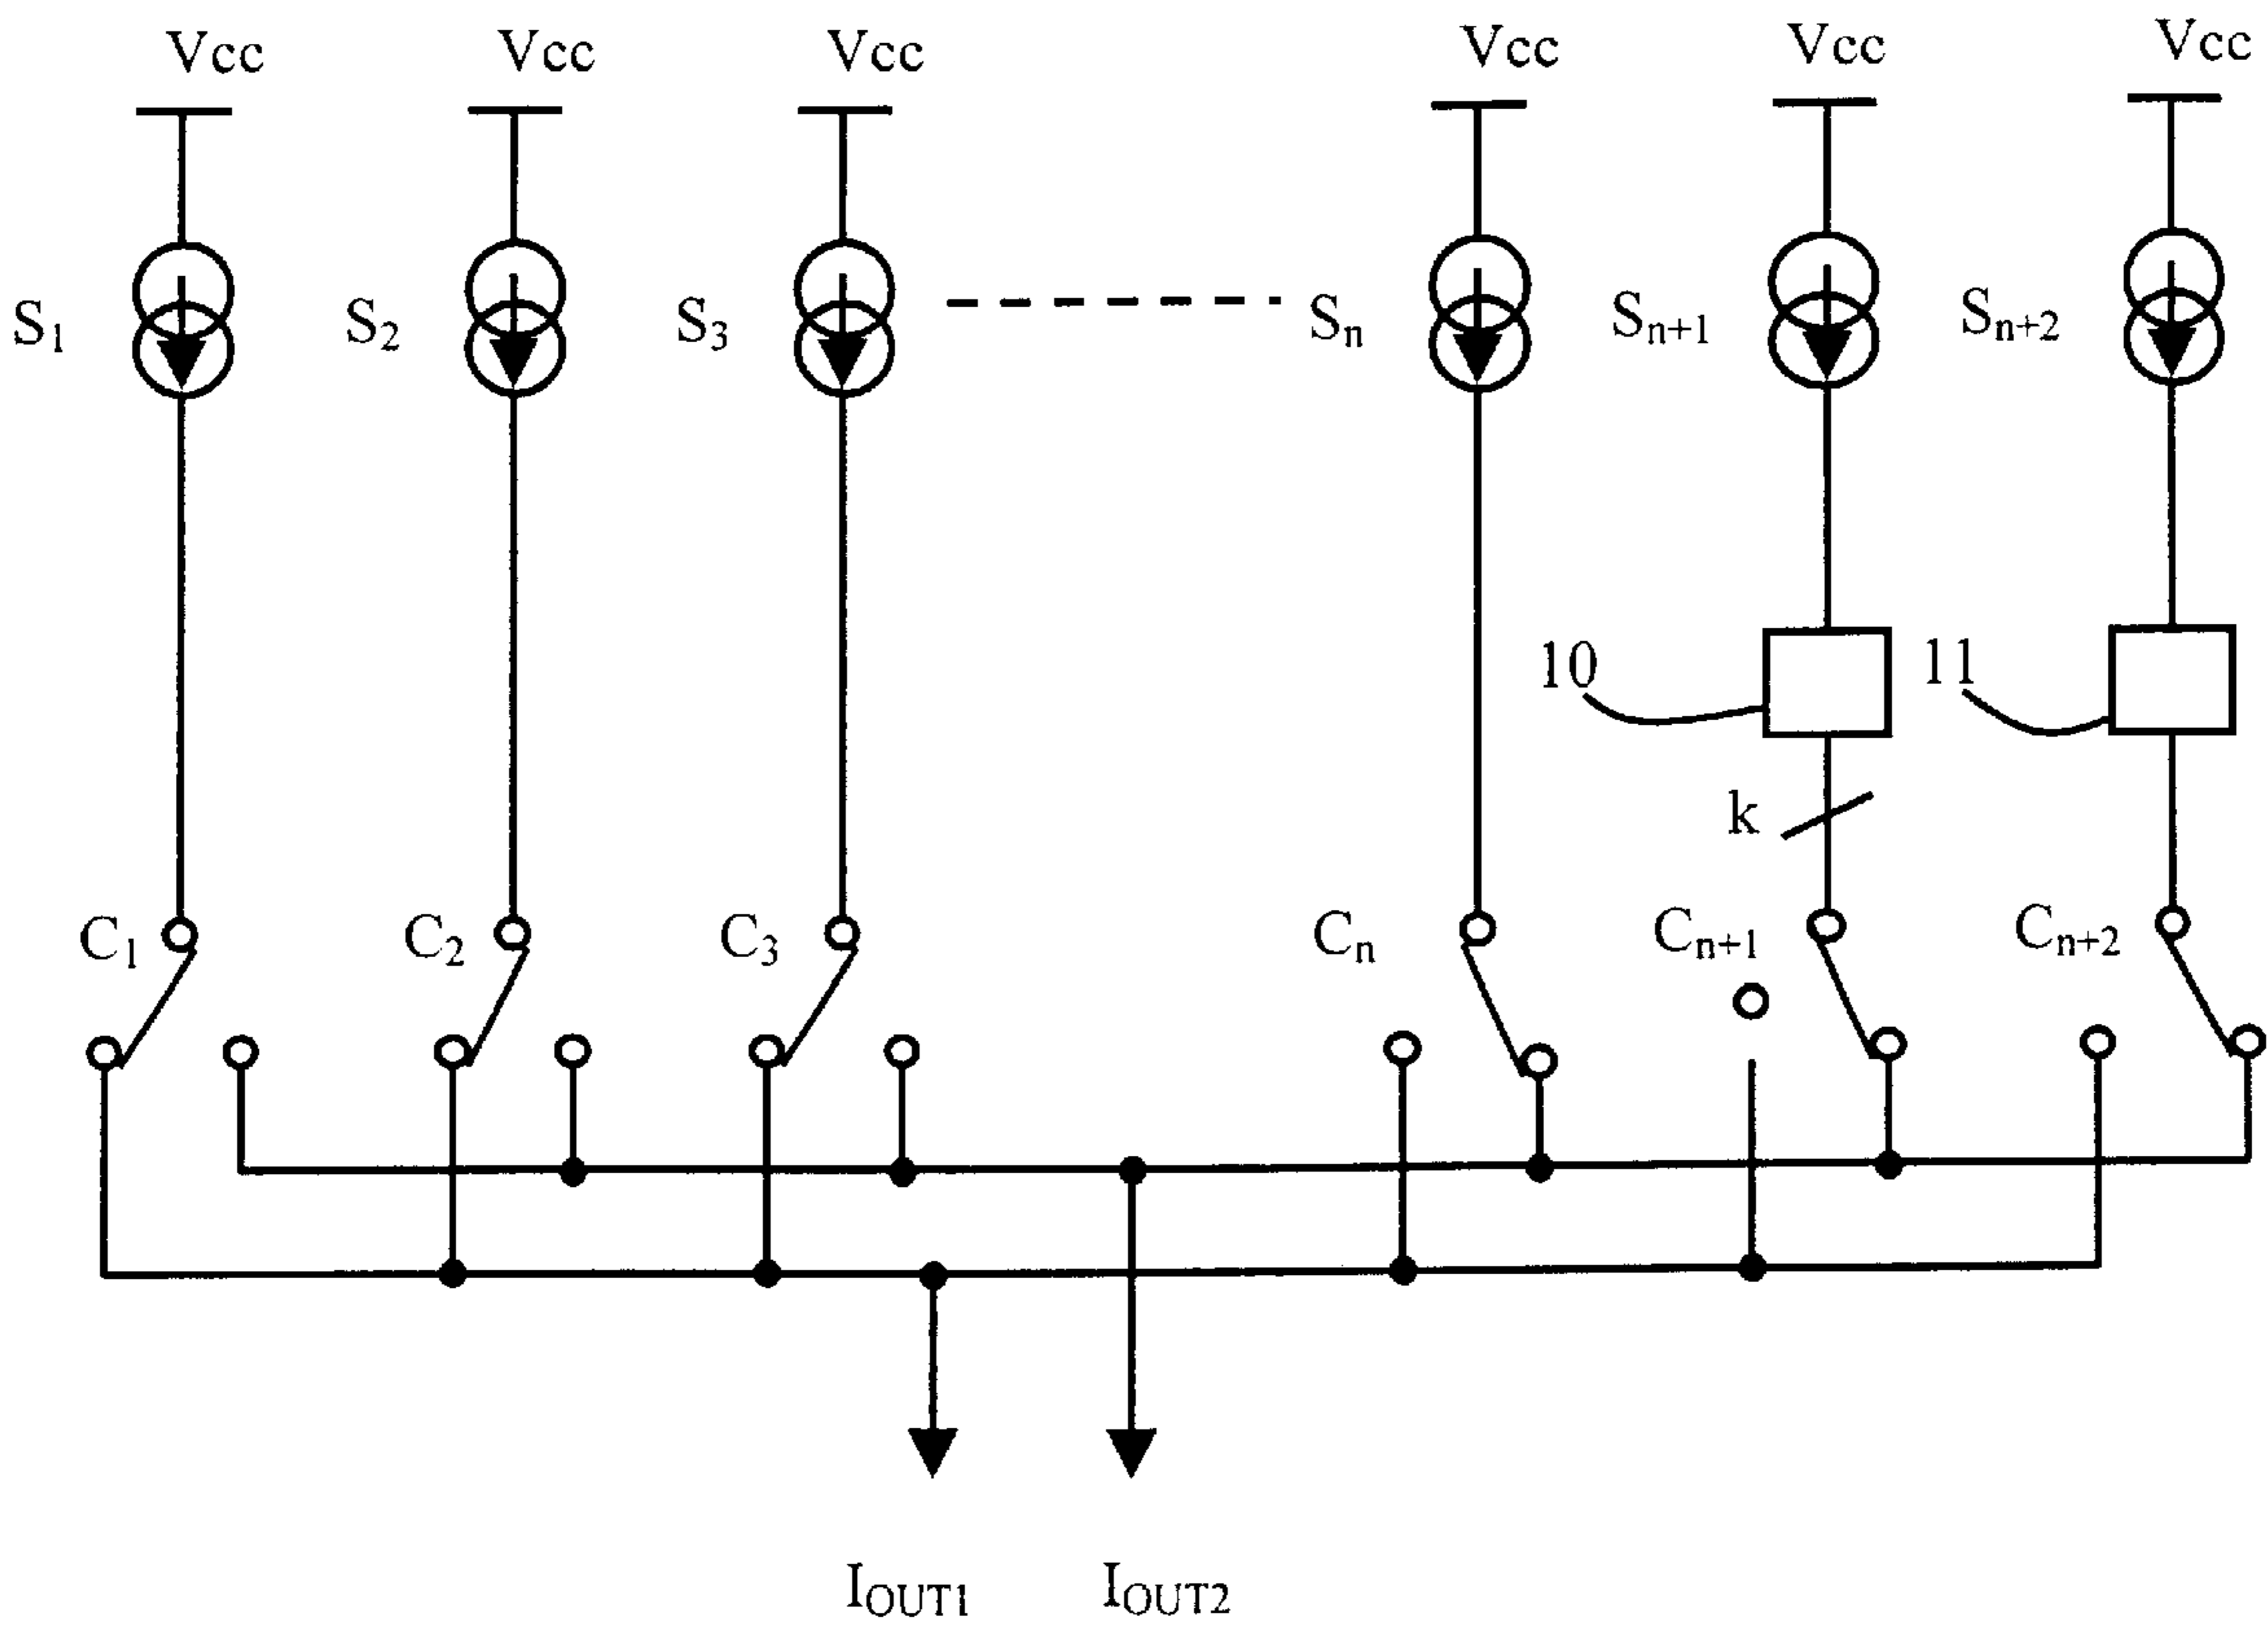 Vcc Vcc Vcc Vcc Vcc Vcc
S1 S2 S3 Sn Sn+1 Sn+2
10 11
k
C1 C2 C3 Cn Cn+1 Cn+2
IOUT1 IOUT2